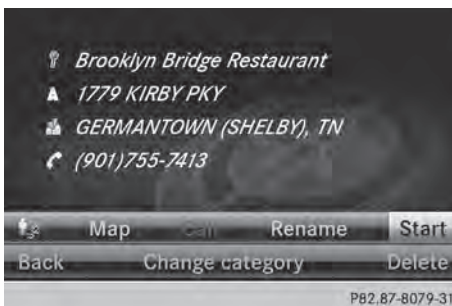 Brooklyn Bridge Restaurant
1779 KIRBY PKY
GERMANTOWN (SHELBY), TN
(901)755-7413
Map Call Rename Start
Back Change category Delete
P82.87-8079-31